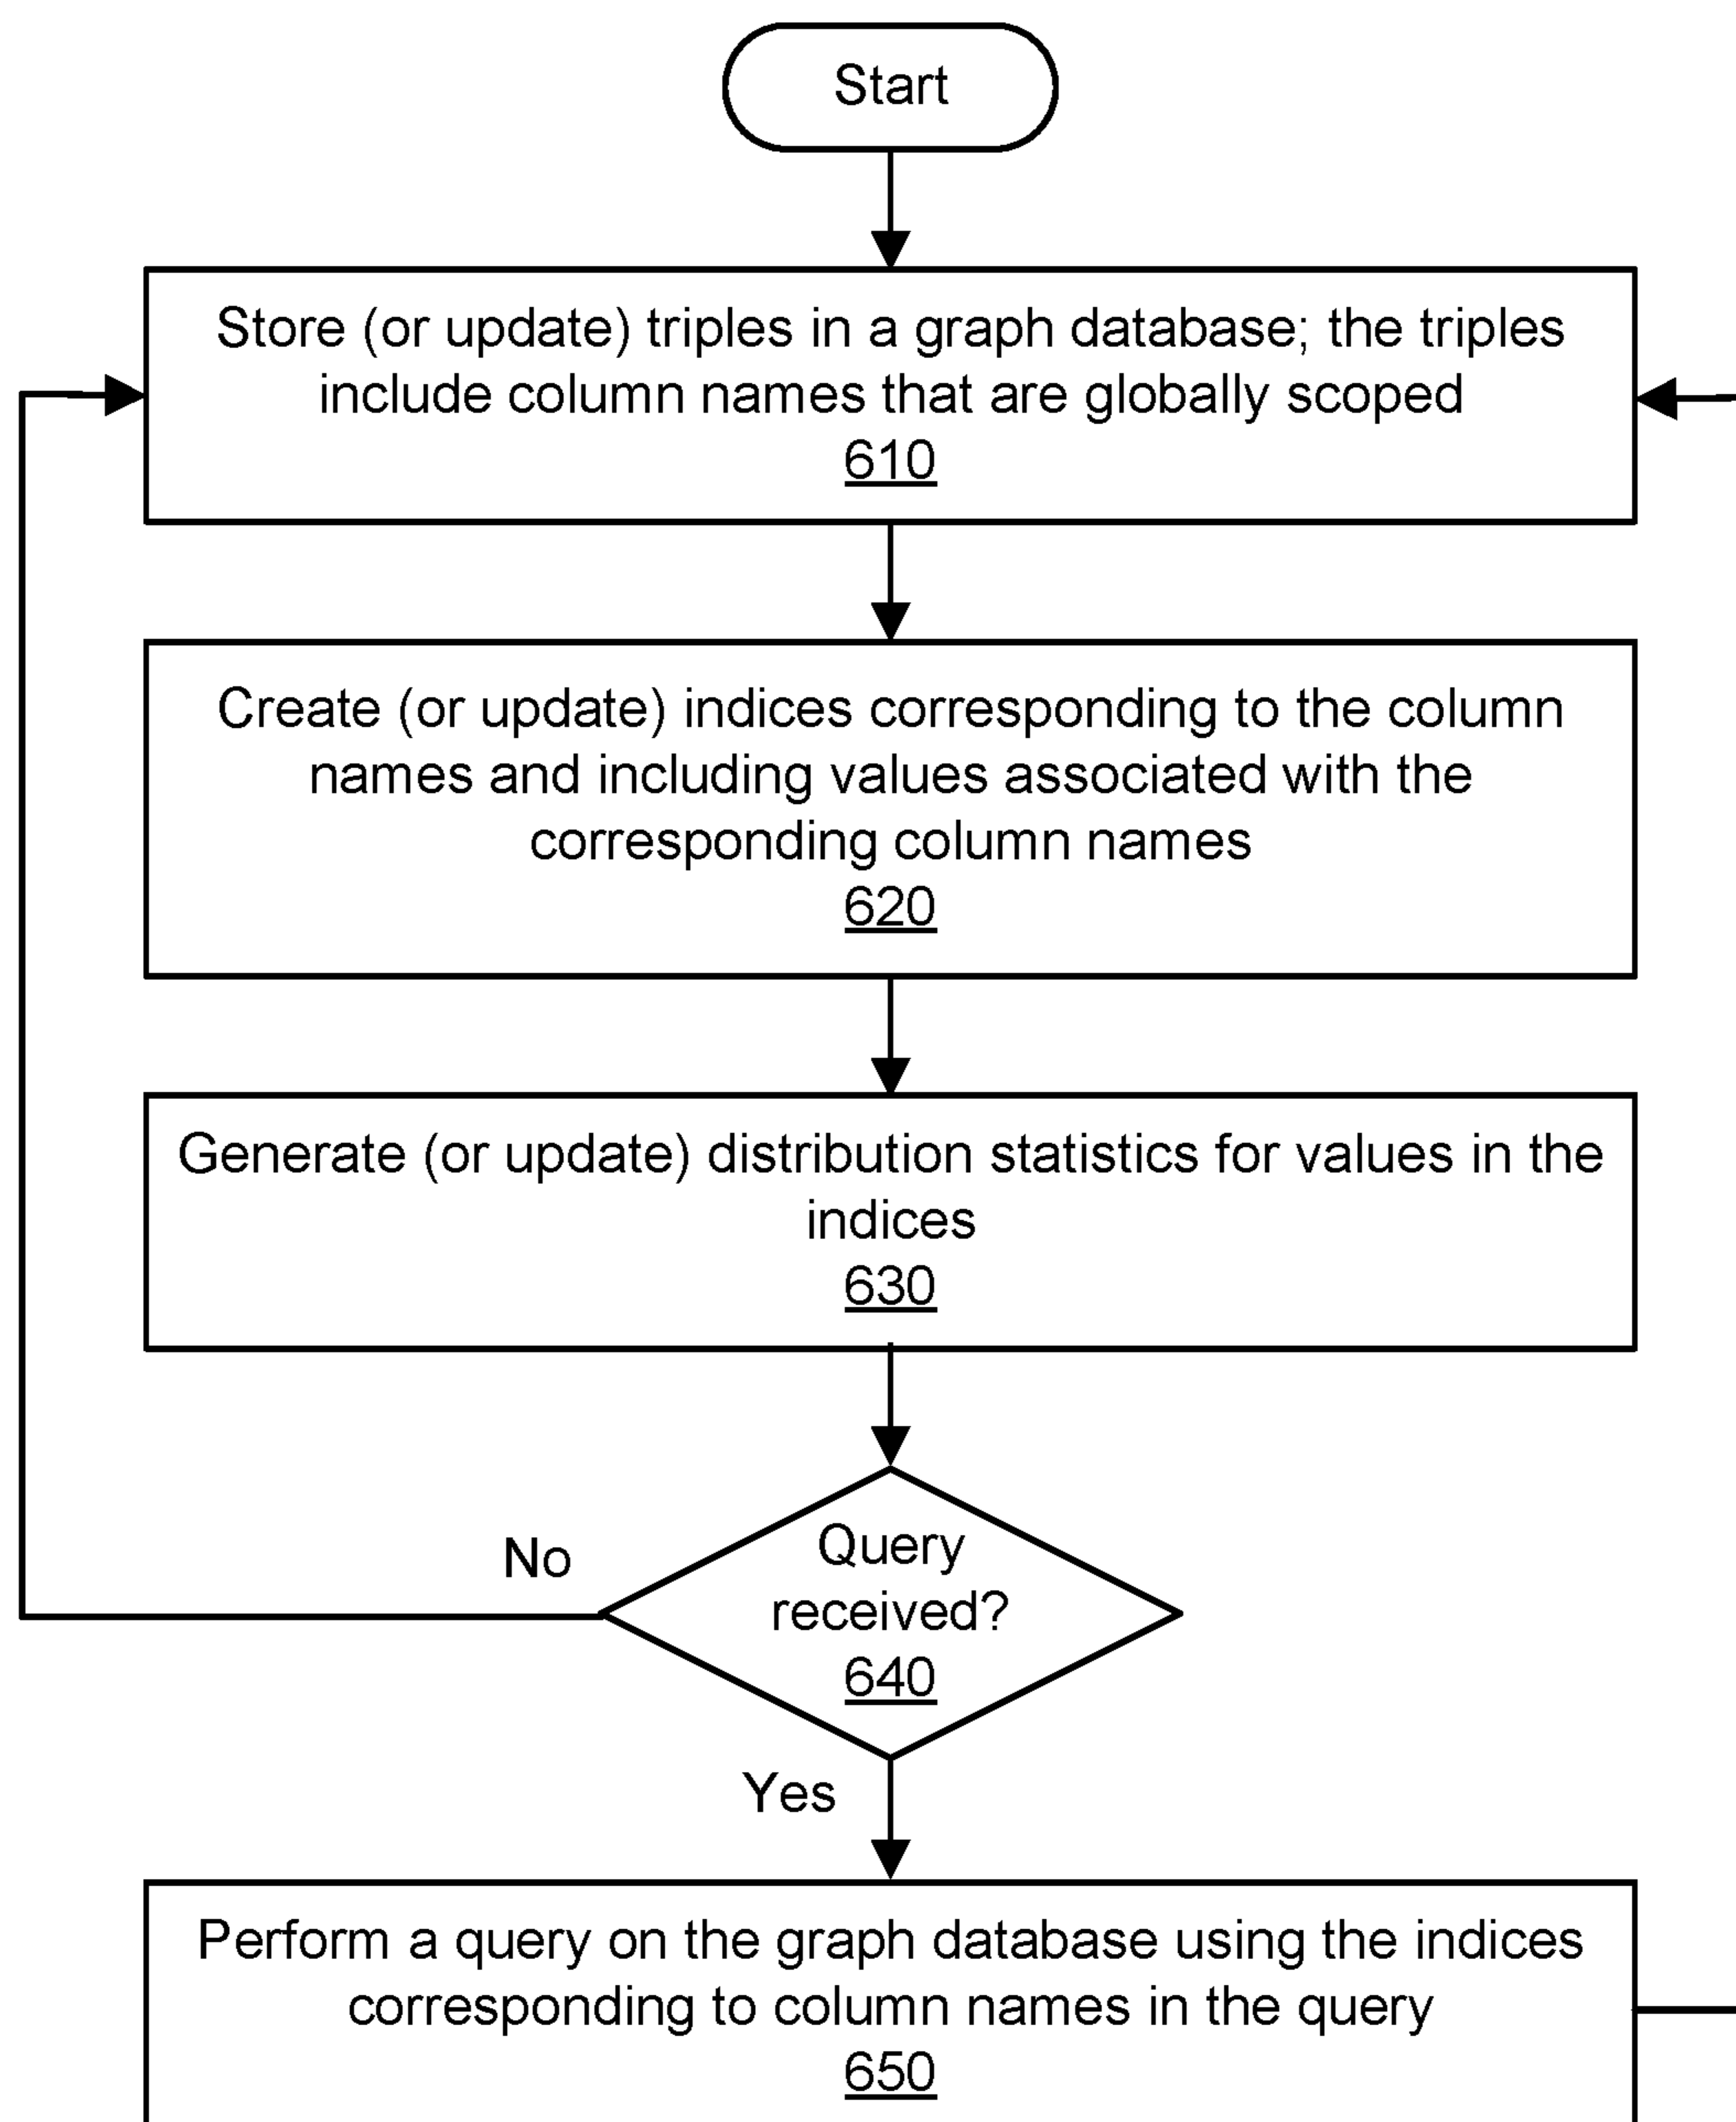 Start
Store (or update) triples in a graph database; the triples
include column names that are globally scoped
610
Create (or update) indices corresponding to the column
names and including values associated with the
corresponding column names
620
Generate (or update) distribution statistics for values in the
indices
630
Query
received?
640
No
Yes
Perform a query on the graph database using the indices
corresponding to column names in the query
650